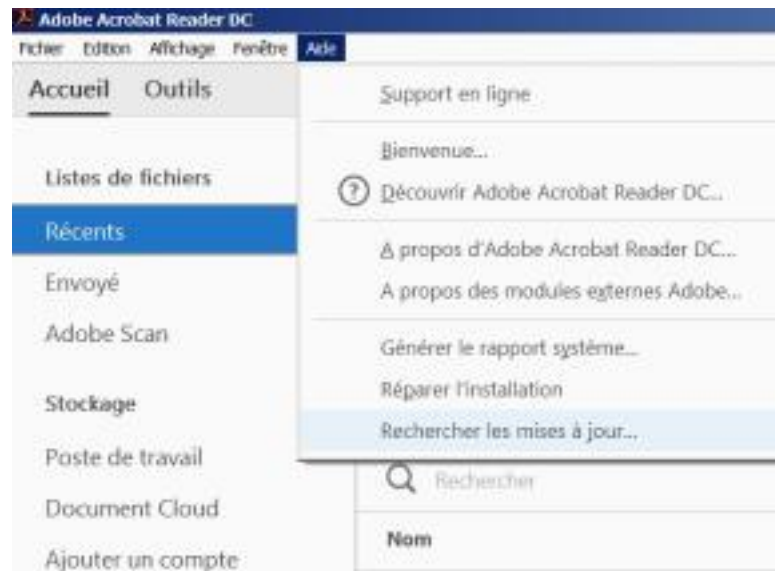 Adobe Acrobat Reader DC
Fichier Edition Affichage Fenêtre Aide
Accueil Outils
Support en ligne
Bienvenue...
Listes de fichiers
Découvrir Adobe Acrobat Reader DC...
Récents
A propos d'Adobe Acrobat Reader DC...
Envoyé
A propos des modules externes Adobe...
Adobe Scan
Générer le rapport système...
Réparer l'installation
Stockage
Rechercher les mises à jour...
Poste de travail
Rechercher
Document Cloud
Nom
Ajouter un compte